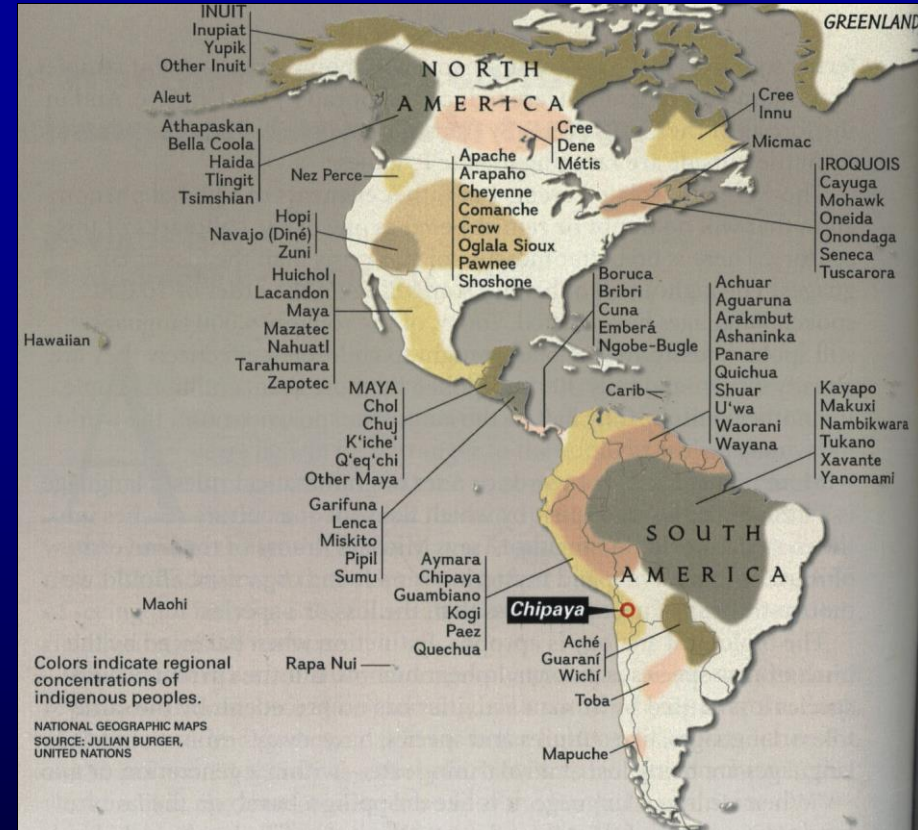 INUIT
Inupiat
Yupik
Other Inuit
Aleut
Athapaskan
Bella Coola
Haida
Tlingit
Tsimshian
Nez Perce
Hopi
Navajo (Diné)
Zuni
Huichol
Lacandon
Maya
Mazatec
Nahuatl
Tarahumara
Zapotec
Hawaiian
MAYA
Chol
Chuj
K'iche'
Q'eq'chi
Other Maya
Garifuna
Lenca
Miskito
Pipil
Sumu
Aymara
Chipaya
Guambiano
Kogi
Paez
Quechua
Maohi
Rapa Nui
Colors indicate regional
concentrations of
indigenous peoples.
NATIONAL GEOGRAPHIC MAPS
SOURCE: JULIAN BURGER,
UNITED NATIONS
NORTH
AMERICA
GREENLAND
Cree
Dene
Métis
Apache
Arapaho
Cheyenne
Comanche
Crow
Oglala Sioux
Pawnee
Shoshone
Cree
Innu
Micmac
IROQUOIS
Cayuga
Mohawk
Oneida
Onondaga
Seneca
Tuscarora
Boruca
Bribri
Cuna
Emberá
Ngobe-Bugle
Carib
Achuar
Aguaruna
Arakmbut
Ashaninka
Panare
Quichua
Shuar
U'wa
Waorani
Wayana
Kayapo
Makuxi
Nambikwara
Tukano
Xavante
Yanomami
SOUTH
AMERICA
Chipaya
Aché
Guaraní
Wichí
Toba
Mapuche